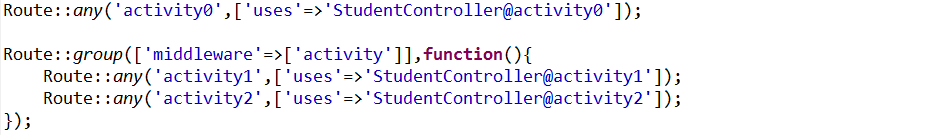 Route::any('activity0',['uses'=>'StudentController@activity0']);
Route::group(['middleware'=>['activity']],function(){
    Route::any('activity1',['uses'=>'StudentController@activity1']);
    Route::any('activity2',['uses'=>'StudentController@activity2']);
});